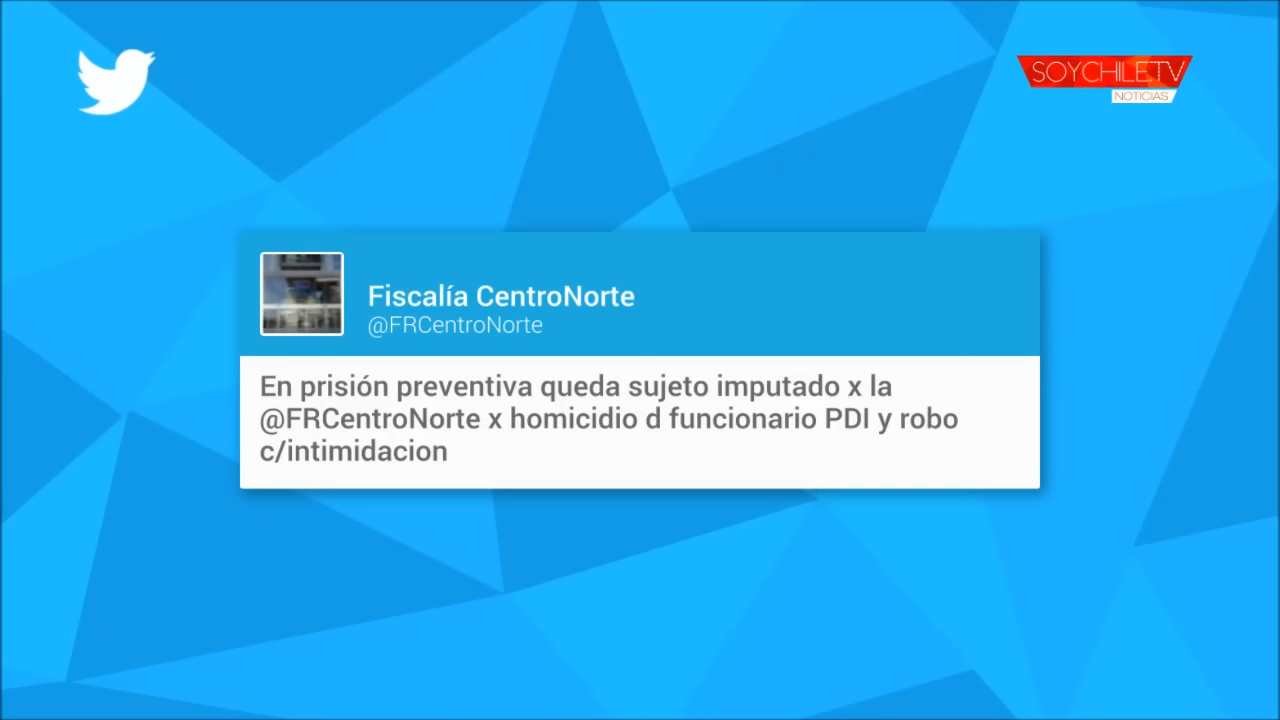 SOYCHILE.TV
NOTICIAS
Fiscalía CentroNorte
@FRCentroNorte
En prisión preventiva queda sujeto imputado x la
@FRCentroNorte x homicidio d funcionario PDI y robo
c/intimidacion